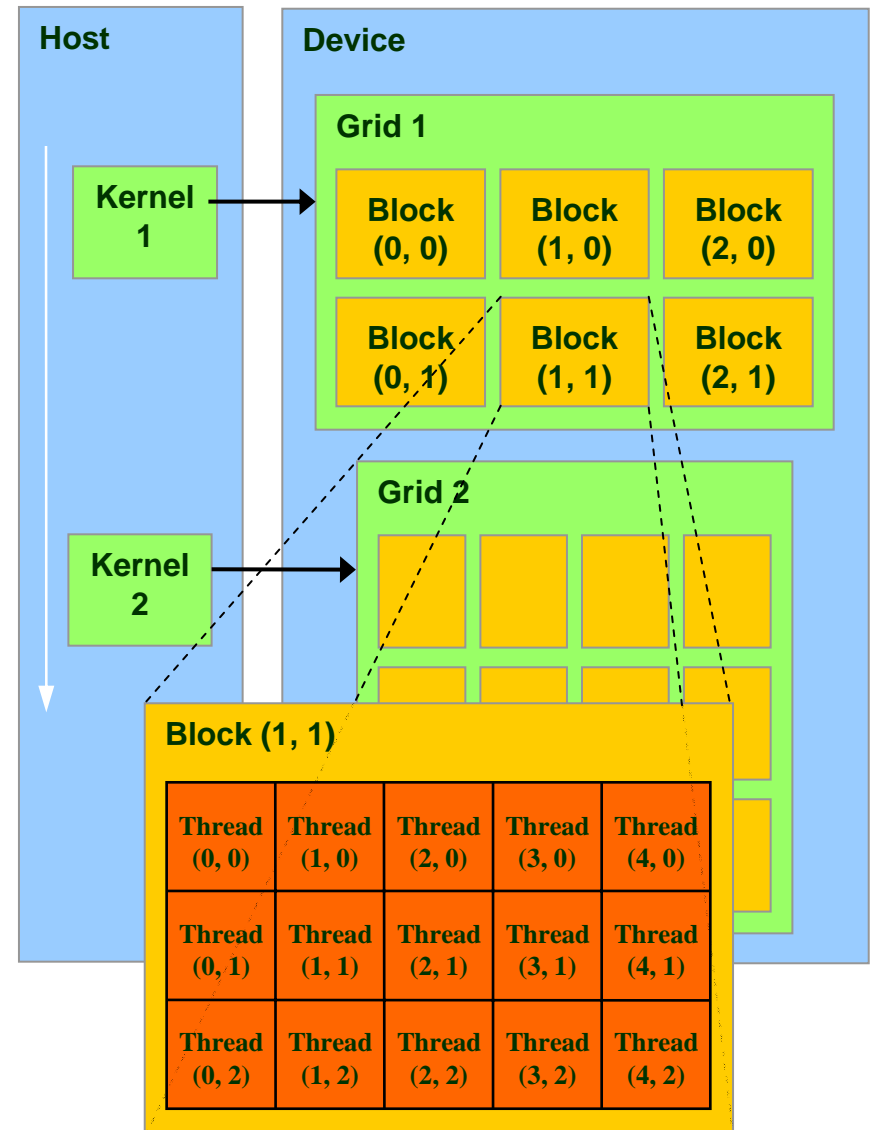 Host
Device
Grid 1
Kernel
1
Block
(0, 0)
Block
(1, 0)
Block
(2, 0)
Block
(0, 1)
Block
(1, 1)
Block
(2, 1)
Grid 2
Kernel
2
Block (1, 1)
Thread
(0, 0)
Thread
(1, 0)
Thread
(2, 0)
Thread
(3, 0)
Thread
(4, 0)
Thread
(0, 1)
Thread
(1, 1)
Thread
(2, 1)
Thread
(3, 1)
Thread
(4, 1)
Thread
(0, 2)
Thread
(1, 2)
Thread
(2, 2)
Thread
(3, 2)
Thread
(4, 2)